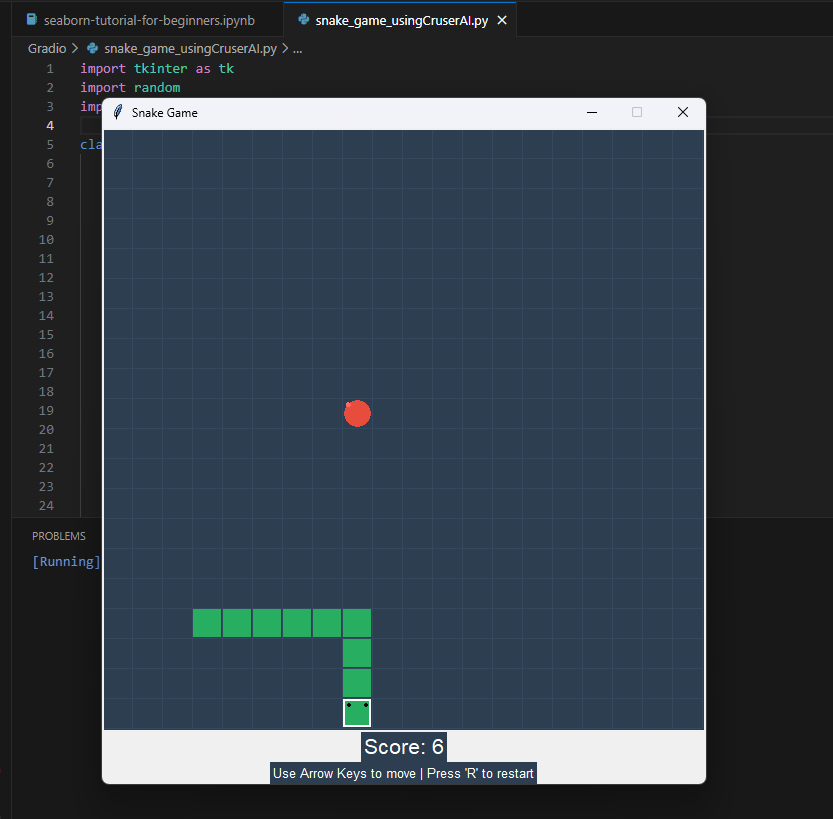 seaborn-tutorial-for-beginners.ipynb
snake_game_usingCruserAI.py
Gradio > snake_game_usingCruserAI.py > ...
1 import tkinter as tk
2 import random
3 imp
Snake Game
4
5 cla
6
7
8
9
10
11
12
13
14
15
16
17
18
19
20
21
22
23
24
PROBLEMS
[Running]
Score: 6
Use Arrow Keys to move | Press 'R' to restart